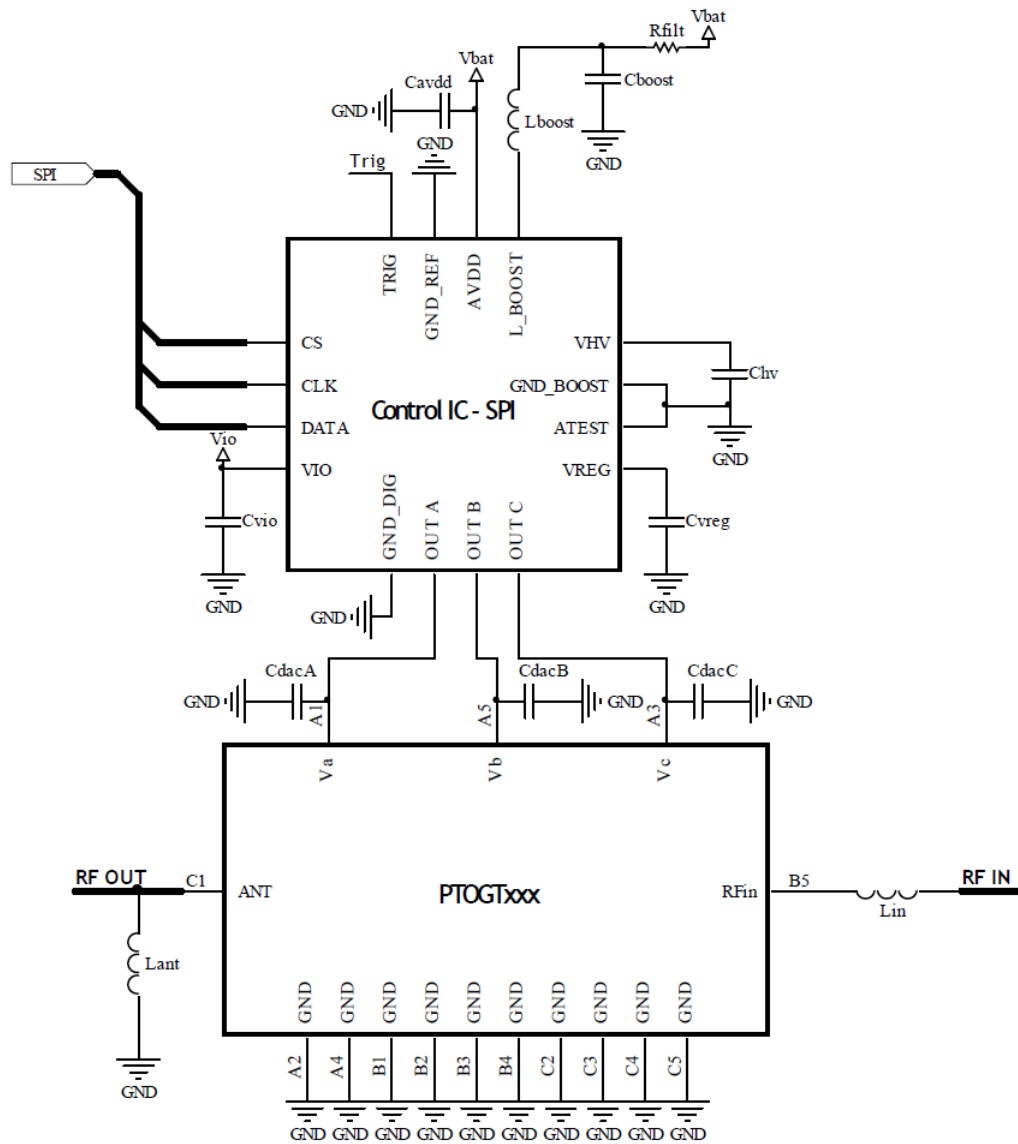 Vbat
Rfilt
Vbat
Cavdd
Cboost
GND
Lboost
GND
GND
Trig
SPI
TRIG
GND_REF
AVDD
L_BOOST
CS
VHV
Chv
CLK
GND_BOOST
Control IC - SPI
DATA
ATEST
Vio
GND
VIO
VREG
GND_DIG
OUT A
OUT B
OUT C
Cvio
Cvreg
GND
GND
GND
CdacA
CdacB
CdacC
GND
GND
GND
A1
A5
A3
Va
Vb
Vc
RF OUT
C1
ANT
PTOGTxxx
RFin
B5
RF IN
Lin
Lant
GND
GND
GND
GND
GND
GND
GND
GND
GND
GND
A2
A4
B1
B2
B3
B4
C2
C3
C4
C5
GND
GND GND GND GND GND GND GND GND GND GND